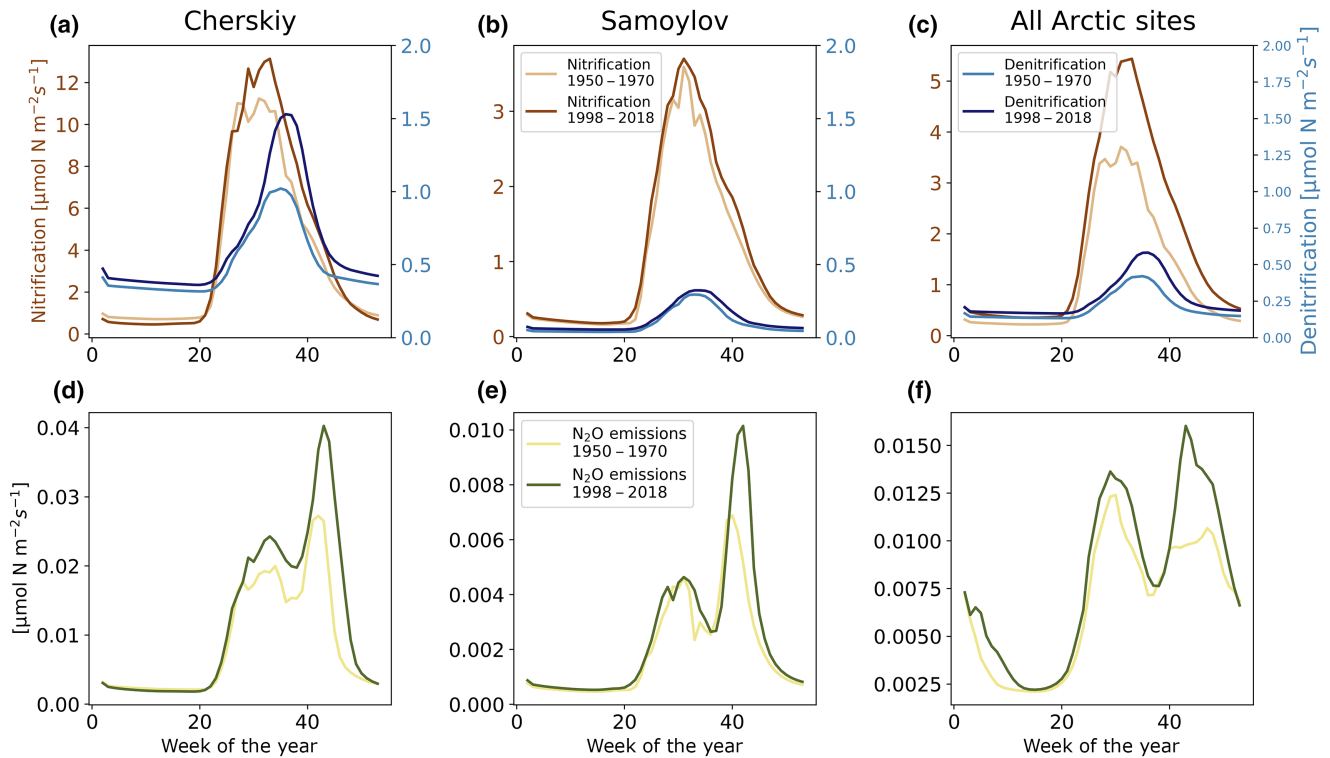 (a) Cherskiy
(b) Samoylov
(c) All Arctic sites
Nitrification [µmol N m⁻²s⁻¹]
12
10
8
6
4
2
0
2.0
1.5
1.0
0.5
0.0
0 20 40
Nitrification
1950 – 1970
Nitrification
1998 – 2018
3
2
1
0
2.0
1.5
1.0
0.5
0.0
0 20 40
Denitrification
1950 – 1970
Denitrification
1998 – 2018
5
4
3
2
1
0
2.00
1.75
1.50
1.25
1.00
0.75
0.50
0.25
0.00
Denitrification [µmol N m⁻²s⁻¹]
0 20 40
(d)
[µmol N m⁻²s⁻¹]
0.04
0.03
0.02
0.01
0.00
0 20 40
Week of the year
(e)
N₂O emissions
1950 – 1970
N₂O emissions
1998 – 2018
0.010
0.008
0.006
0.004
0.002
0.000
0 20 40
Week of the year
(f)
0.0150
0.0125
0.0100
0.0075
0.0050
0.0025
0 20 40
Week of the year